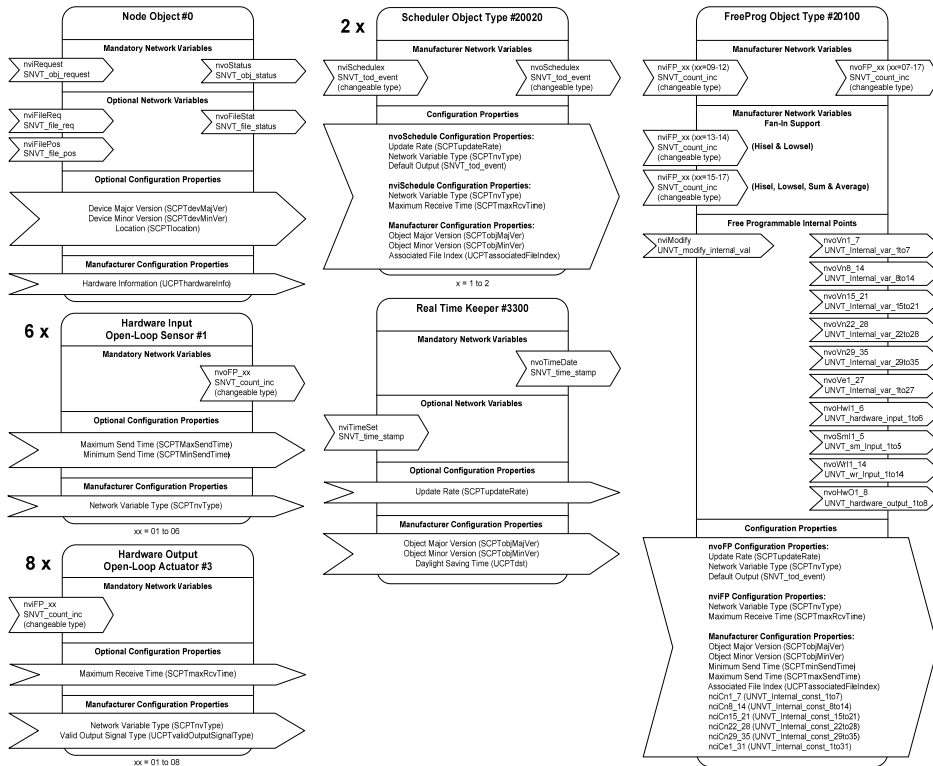 Node Object #0
Mandatory Network Variables
nviRequest
SNVT_obj_request
nvoStatus
SNVT_obj_status
Optional Network Variables
nviFileReq
SNVT_file_req
nvoFileStat
SNVT_file_status
nviFilePos
SNVT_file_pos
Optional Configuration Properties
Device Major Version (SCPTdevMajVer)
Device Minor Version (SCPTdevMinVer)
Location (SCPTlocation)
Manufacturer Configuration Properties
Hardware Information (UCPThardwareInfo)
6 x
Hardware Input
Open-Loop Sensor #1
Mandatory Network Variables
nvoFP_xx
SNVT_count_inc
(changeable type)
Optional Configuration Properties
Maximum Send Time (SCPTMaxSendTime)
Minimum Send Time (SCPTMinSendTime)
Manufacturer Configuration Properties
Network Variable Type (SCPTnvType)
xx = 01 to 06
8 x
Hardware Output
Open-Loop Actuator #3
Mandatory Network Variables
nviFP_xx
SNVT_count_inc
(changeable type)
Optional Configuration Properties
Maximum Receive Time (SCPTmaxRcvTime)
Manufacturer Configuration Properties
Network Variable Type (SCPTnvType)
Valid Output Signal Type (UCPTvalidOutputSignalType)
xx = 01 to 08
2 x
Scheduler Object Type #20020
Manufacturer Network Variables
nviSchedulex
SNVT_tod_event
(changeable type)
nvoSchedulex
SNVT_tod_event
(changeable type)
Configuration Properties
nvoSchedule Configuration Properties:
Update Rate (SCPTupdateRate)
Network Variable Type (SCPTnvType)
Default Output (SNVT_tod_event)
nviSchedule Configuration Properties:
Network Variable Type (SCPTnvType)
Maximum Receive Time (SCPTmaxRcvTime)
Manufacturer Configuration Properties:
Object Major Version (SCPTobjMajVer)
Object Minor Version (SCPTobjMinVer)
Associated File Index (UCPTassociatedFileIndex)
x = 1 to 2
Real Time Keeper #3300
Mandatory Network Variables
nvoTimeDate
SNVT_time_stamp
Optional Network Variables
nviTimeSet
SNVT_time_stamp
Optional Configuration Properties
Update Rate (SCPTupdateRate)
Manufacturer Configuration Properties
Object Major Version (SCPTobjMajVer)
Object Minor Version (SCPTobjMinVer)
Daylight Saving Time (UCPTdst)
FreeProg Object Type #20100
Manufacturer Network Variables
nviFP_xx (xx=09-12)
SNVT_count_inc
(changeable type)
nvoFP_xx (xx=07-17)
SNVT_count_inc
(changeable type)
Manufacturer Network Variables
Fan-In Support
nviFP_xx (xx=13-14)
SNVT_count_inc
(changeable type)
(Hisel & Lowsel)
nviFP_xx (xx=15-17)
SNVT_count_inc
(changeable type)
(Hisel, Lowsel, Sum & Average)
Free Programmable Internal Points
nviModify
UNVT_modify_internal_val
nvoVn1_7
UNVT_Internal_var_1to7
nvoVn8_14
UNVT_Internal_var_8to14
nvoVn15_21
UNVT_Internal_var_15to21
nvoVn22_28
UNVT_Internal_var_22to28
nvoVn29_35
UNVT_Internal_var_29to35
nvoVe1_27
UNVT_Internal_var_1to27
nvoHwI1_6
UNVT_hardware_input_1to6
nvoSmI1_5
UNVT_sm_Input_1to5
nvoWrI1_14
UNVT_wr_Input_1to14
nvoHwO1_8
UNVT_hardware_output_1to8
Configuration Properties
nvoFP Configuration Properties:
Update Rate (SCPTupdateRate)
Network Variable Type (SCPTnvType)
Default Output (SNVT_tod_event)
nviFP Configuration Properties:
Network Variable Type (SCPTnvType)
Maximum Receive Time (SCPTmaxRcvTime)
Manufacturer Configuration Properties:
Object Major Version (SCPTobjMajVer)
Object Minor Version (SCPTobjMinVer)
Minimum Send Time (SCPTminSendTime)
Maximum Send Time (SCPTmaxSendTime)
Associated File Index (UCPTassociatedFileIndex)
nciCn1_7 (UNVT_Internal_const_1to7)
nciCn8_14 (UNVT_Internal_const_8to14)
nciCn15_21 (UNVT_Internal_const_15to21)
nciCn22_28 (UNVT_Internal_const_22to28)
nciCn29_35 (UNVT_Internal_const_29to35)
nciCe1_31 (UNVT_Internal_const_1to31)